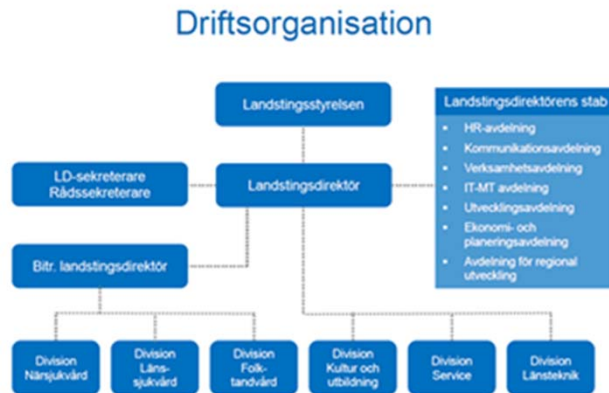 Driftsorganisation
Landstingsstyrelsen
Landstingsdirektörens stab
HR-avdelning
Kommunikationsavdelning
Verksamhetsavdelning
IT-MT avdelning
Utvecklingsavdelning
Ekonomi- och
planeringsavdelning
Avdelning för regional
utveckling
LD-sekreterare
Rådssekreterare
Landstingsdirektör
Bitr. landstingsdirektör
Division
Närsjukvård
Division
Läns-
sjukvård
Division
Folk-
tandvård
Division
Kultur och
utbildning
Division
Service
Division
Länsteknik